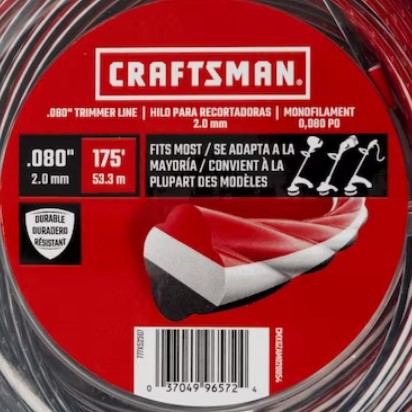 CRAFTSMAN®
.080" TRIMMER LINE | HILO PARA RECORTADORAS | MONOFILAMENT
2.0 mm 0,080 PO
.080" 175' FITS MOST / SE ADAPTA A LA
2.0 mm 53.3 m MAYORÍA / CONVIENT À LA
PLUPART DES MODÈLES
DURABLE
DURADERO
RÉSISTANT
0 37049 96572 4